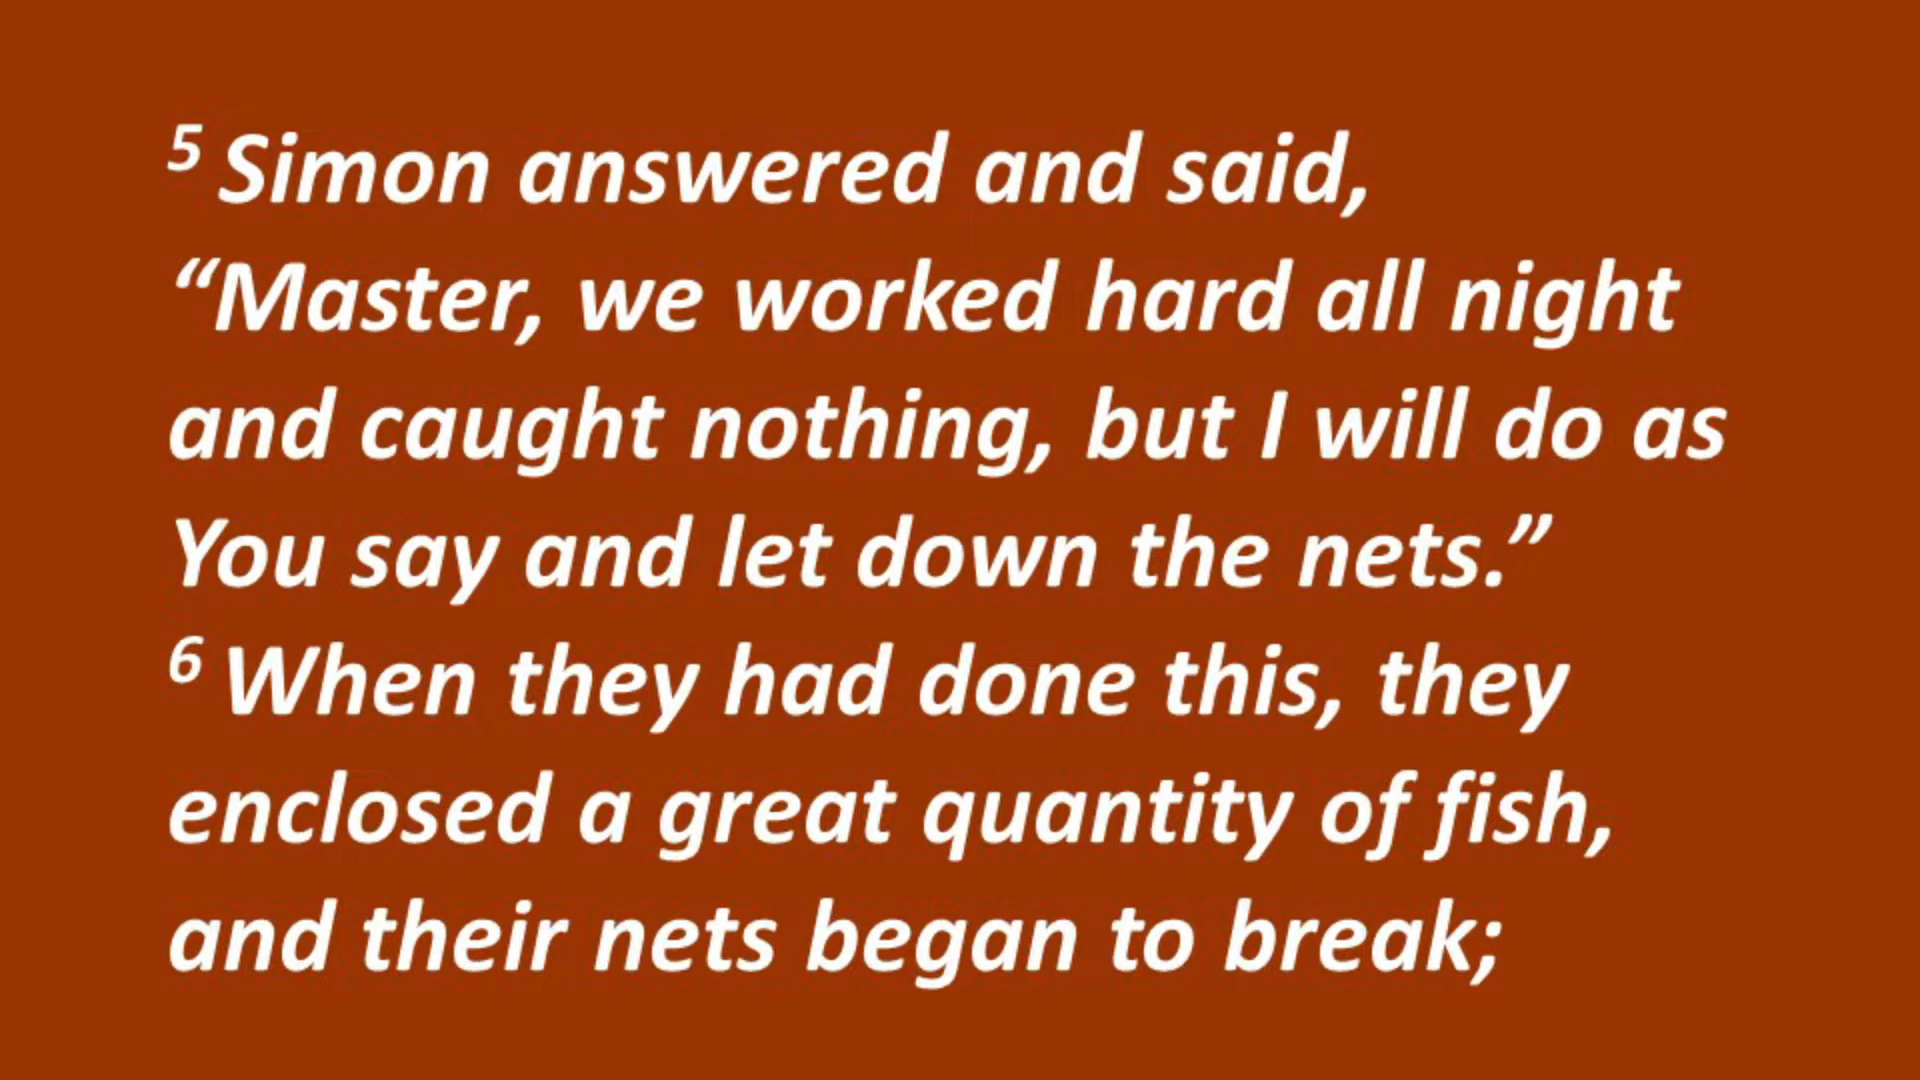 5 Simon answered and said,
“Master, we worked hard all night
and caught nothing, but I will do as
You say and let down the nets.”
6 When they had done this, they
enclosed a great quantity of fish,
and their nets began to break;